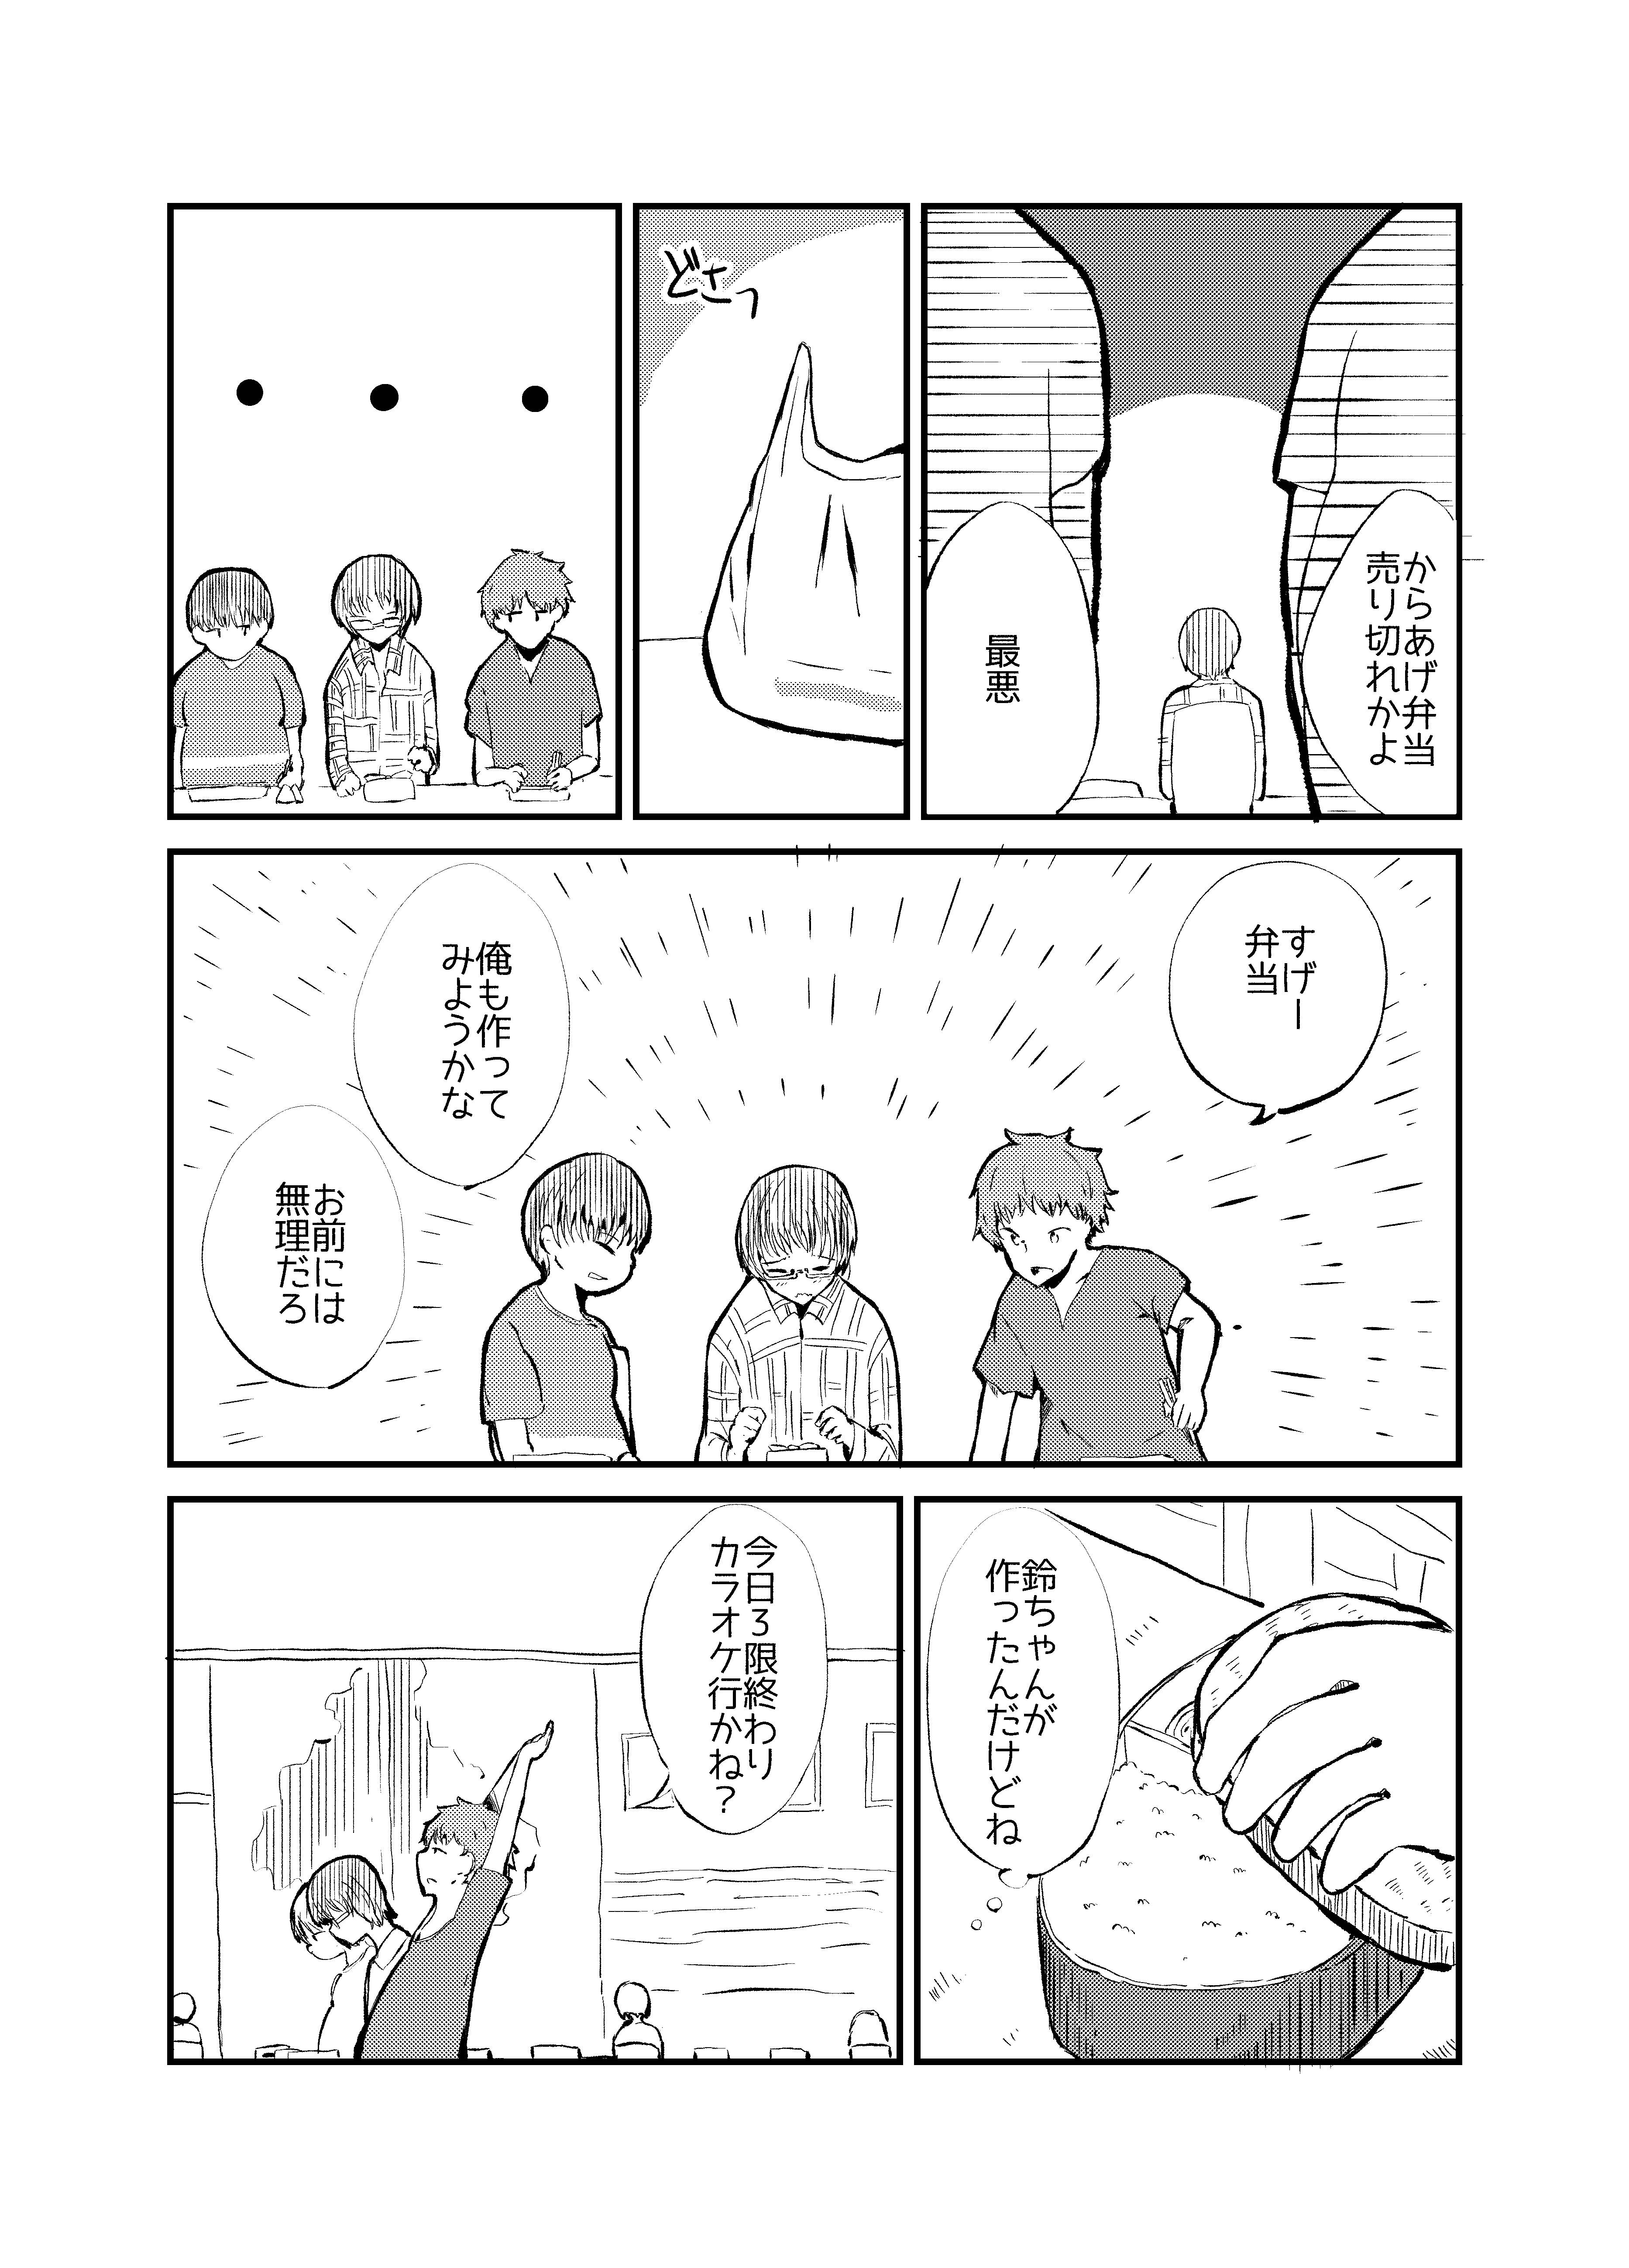 からあげ弁当
売り切れかよ
最悪
どさっ
すげー
弁当
俺も作って
みようかな
お前には
無理だろ
鈴ちゃんが
作ったんだけどね
今日3限終わり
カラオケ行かね？